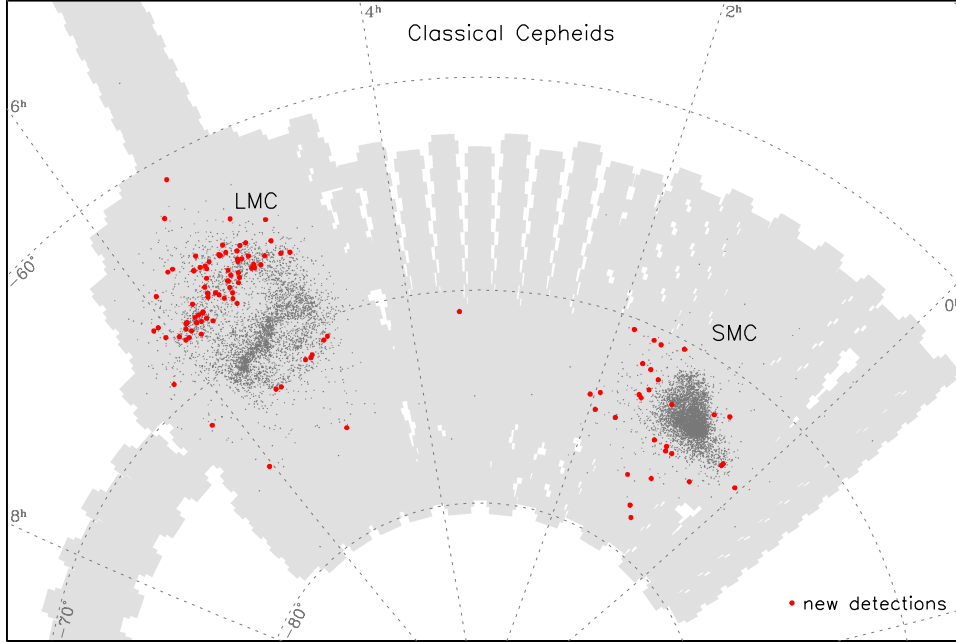 4h
2h
Classical Cepheids
6h
LMC
-60°
0h
SMC
8h
-70°
-80°
new detections